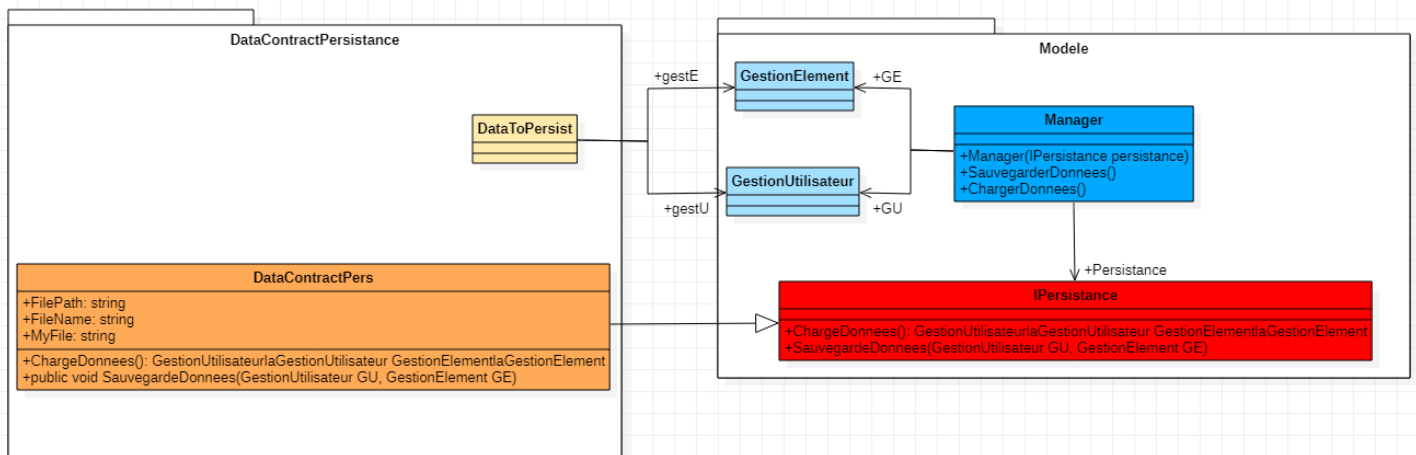 DataContractPersistance
DataToPersist
+gestE
+gestU
DataContractPers
+FilePath: string
+FileName: string
+MyFile: string
+ChargeDonnees(): GestionUtilisateurlaGestionUtilisateur GestionElementlaGestionElement
+public void SauvegardeDonnees(GestionUtilisateur GU, GestionElement GE)
Modele
GestionElement
+GE
GestionUtilisateur
+GU
Manager
+Manager(IPersistance persistance)
+SauvegarderDonnees()
+ChargerDonnees()
+Persistance
IPersistance
+ChargeDonnees(): GestionUtilisateurlaGestionUtilisateur GestionElementlaGestionElement
+SauvegardeDonnees(GestionUtilisateur GU, GestionElement GE)